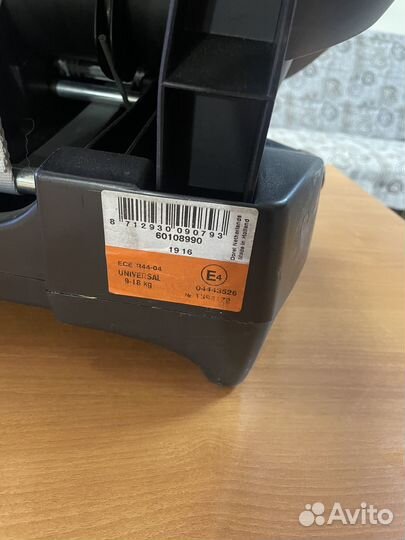 8 712930 090793
60108990
1916
Dorel Netherlands
Made in Holland
ECE R44-04
UNIVERSAL
9-18 kg
E4
04443526
№
Avito